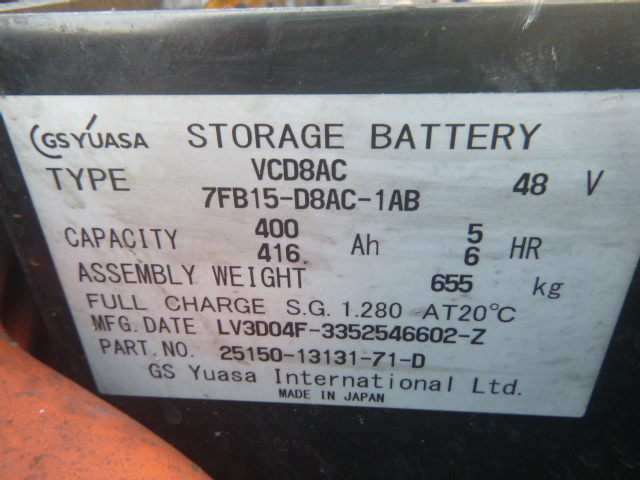 GS YUASA STORAGE BATTERY
TYPE VCD8AC 48 V
7FB15-D8AC-1AB
CAPACITY 400 Ah 5 HR
416. 6
ASSEMBLY WEIGHT 655 kg
FULL CHARGE S.G. 1.280 AT20℃
MFG. DATE LV3D04F-3352546602-Z
PART. NO. 25150-13131-71-D
GS Yuasa International Ltd.
MADE IN JAPAN